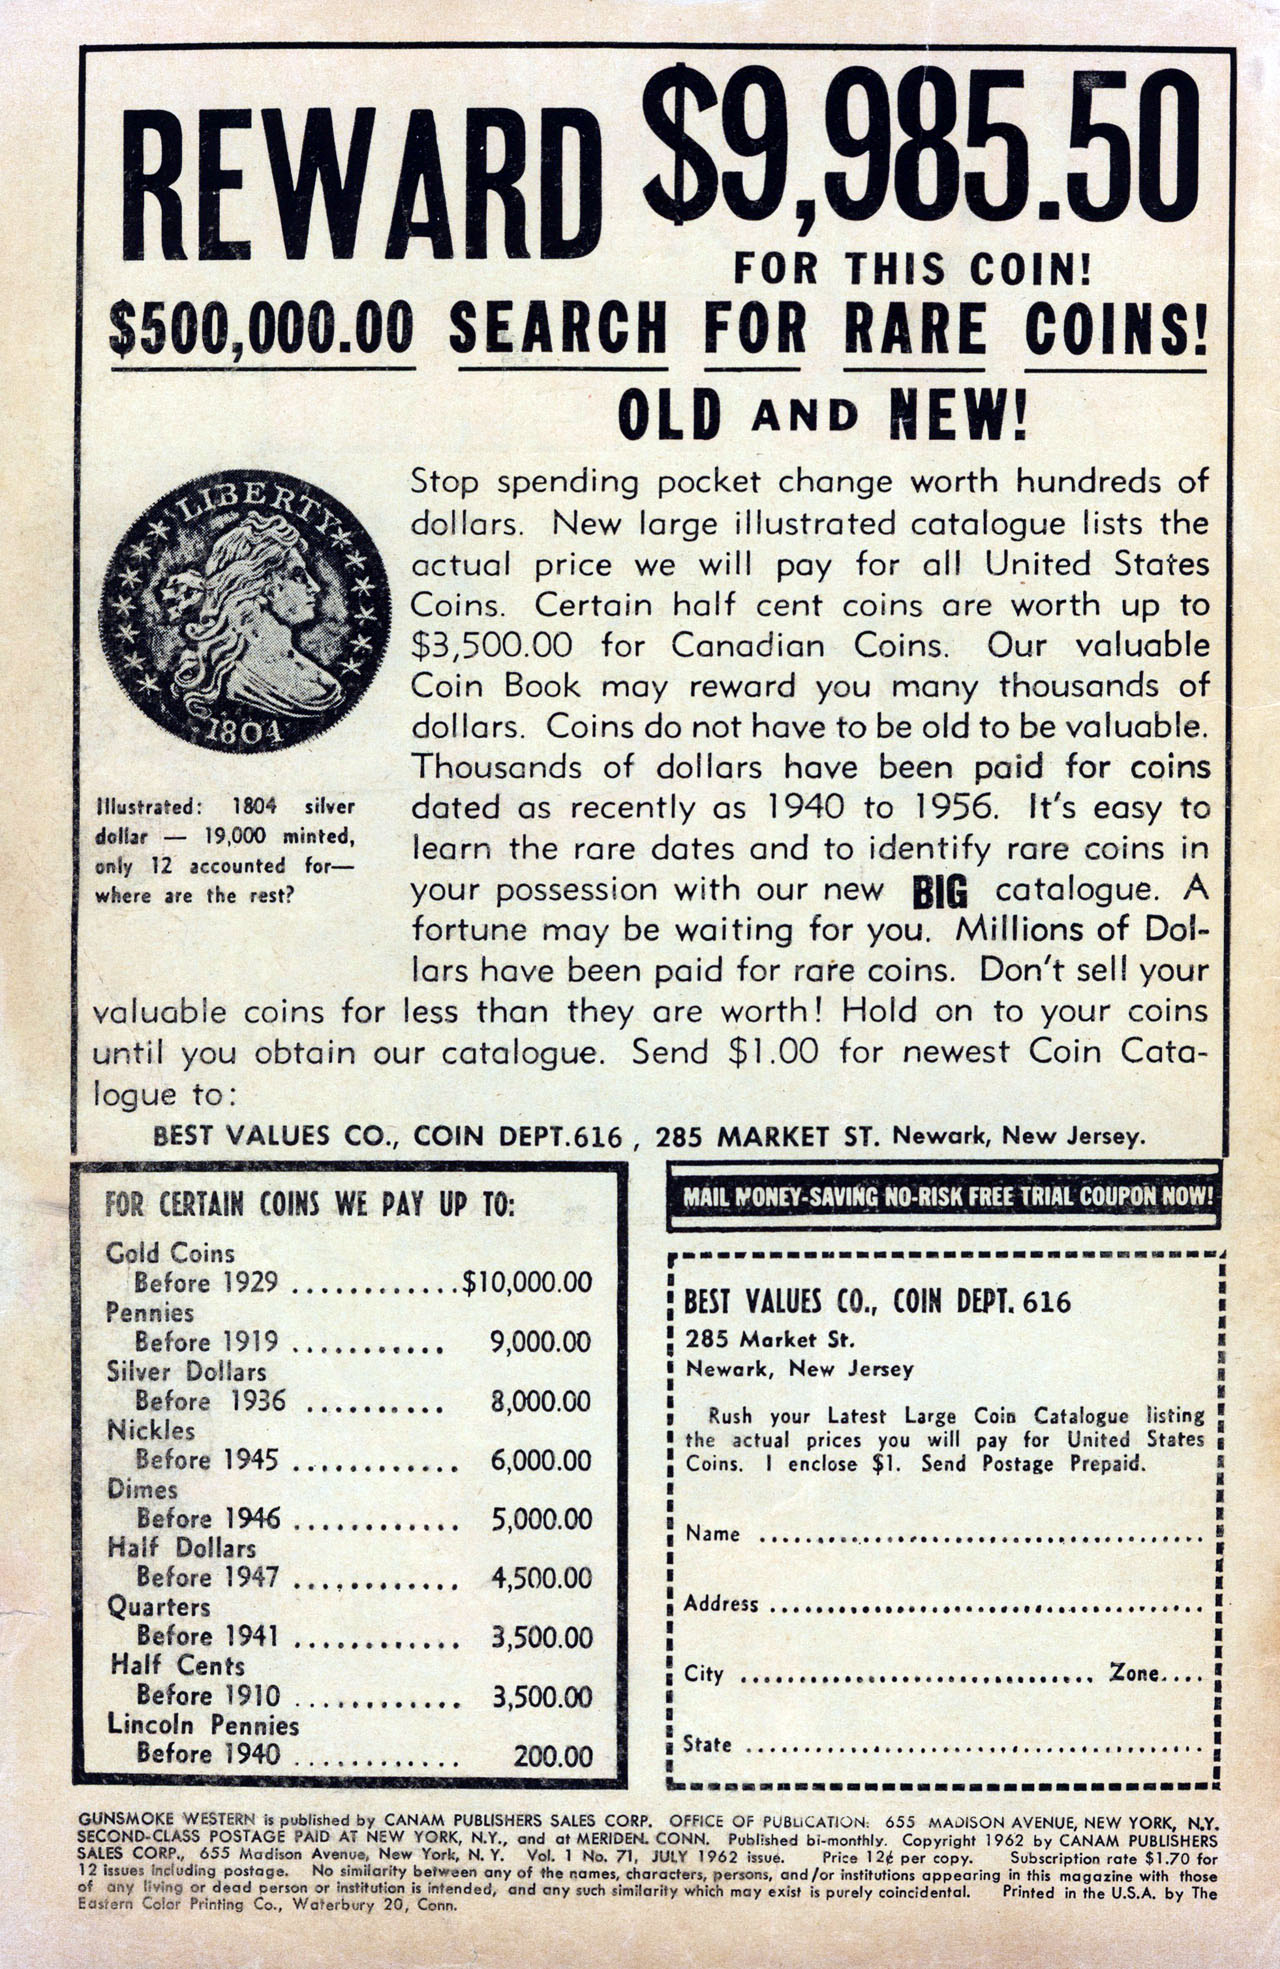 REWARD $9,985.50
FOR THIS COIN!
$500,000.00 SEARCH FOR RARE COINS!
OLD AND NEW!
LIBERTY
1804
Illustrated: 1804 silver
dollar — 19,000 minted,
only 12 accounted for—
where are the rest?
Stop spending pocket change worth hundreds of
dollars. New large illustrated catalogue lists the
actual price we will pay for all United States
Coins. Certain half cent coins are worth up to
$3,500.00 for Canadian Coins. Our valuable
Coin Book may reward you many thousands of
dollars. Coins do not have to be old to be valuable.
Thousands of dollars have been paid for coins
dated as recently as 1940 to 1956. It's easy to
learn the rare dates and to identify rare coins in
your possession with our new BIG catalogue. A
fortune may be waiting for you. Millions of Dol-
lars have been paid for rare coins. Don't sell your
valuable coins for less than they are worth! Hold on to your coins
until you obtain our catalogue. Send $1.00 for newest Coin Cata-
logue to:
BEST VALUES CO., COIN DEPT.616, 285 MARKET ST. Newark, New Jersey.
FOR CERTAIN COINS WE PAY UP TO:
Gold Coins
Before 1929 ............$10,000.00
Pennies
Before 1919 ........... 9,000.00
Silver Dollars
Before 1936 .......... 8,000.00
Nickles
Before 1945 ............ 6,000.00
Dimes
Before 1946 ............ 5,000.00
Half Dollars
Before 1947 ............ 4,500.00
Quarters
Before 1941 ............ 3,500.00
Half Cents
Before 1910 ............ 3,500.00
Lincoln Pennies
Before 1940 ............ 200.00
MAIL MONEY-SAVING NO-RISK FREE TRIAL COUPON NOW!
BEST VALUES CO., COIN DEPT. 616
285 Market St.
Newark, New Jersey
Rush your Latest Large Coin Catalogue listing
the actual prices you will pay for United States
Coins. I enclose $1. Send Postage Prepaid.
Name ........................................
Address .....................................
City ............................... Zone....
State ........................................
GUNSMOKE WESTERN is published by CANAM PUBLISHERS SALES CORP. OFFICE OF PUBLICATION: 655 MADISON AVENUE, NEW YORK, N.Y.
SECOND-CLASS POSTAGE PAID AT NEW YORK, N.Y., and at MERIDEN. CONN. Published bi-monthly. Copyright 1962 by CANAM PUBLISHERS
SALES CORP., 655 Madison Avenue, New York, N. Y. Vol. 1 No. 71, JULY 1962 issue. Price 12¢ per copy. Subscription rate $1.70 for
12 issues including postage. No similarity between any of the names, characters, persons, and/or institutions appearing in this magazine with those
of any living or dead person or institution is intended, and any such similarity which may exist is purely coincidental. Printed in the U.S.A. by The
Eastern Color Printing Co., Waterbury 20, Conn.